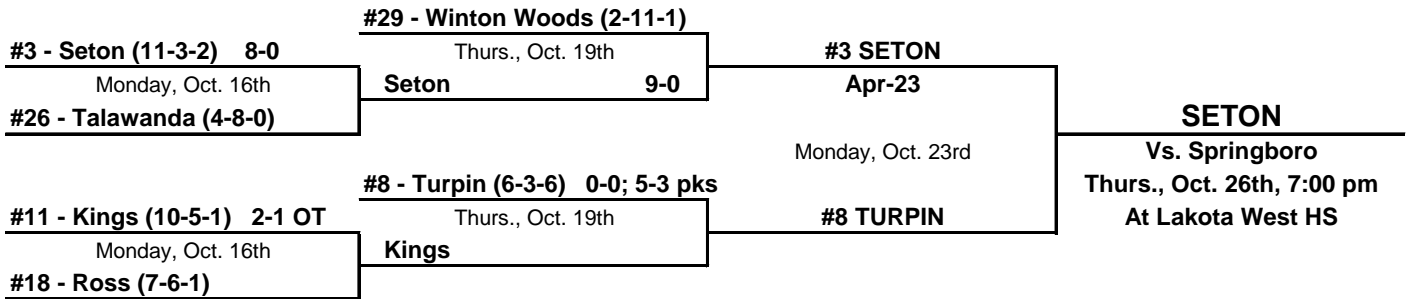 #29 - Winton Woods (2-11-1)
#3 - Seton (11-3-2) 8-0
Thurs., Oct. 19th
#3 SETON
Monday, Oct. 16th
Seton 9-0
Apr-23
#26 - Talawanda (4-8-0)
SETON
Monday, Oct. 23rd
Vs. Springboro
#8 - Turpin (6-3-6) 0-0; 5-3 pks
Thurs., Oct. 26th, 7:00 pm
#11 - Kings (10-5-1) 2-1 OT
Thurs., Oct. 19th
#8 TURPIN
At Lakota West HS
Monday, Oct. 16th
Kings
#18 - Ross (7-6-1)